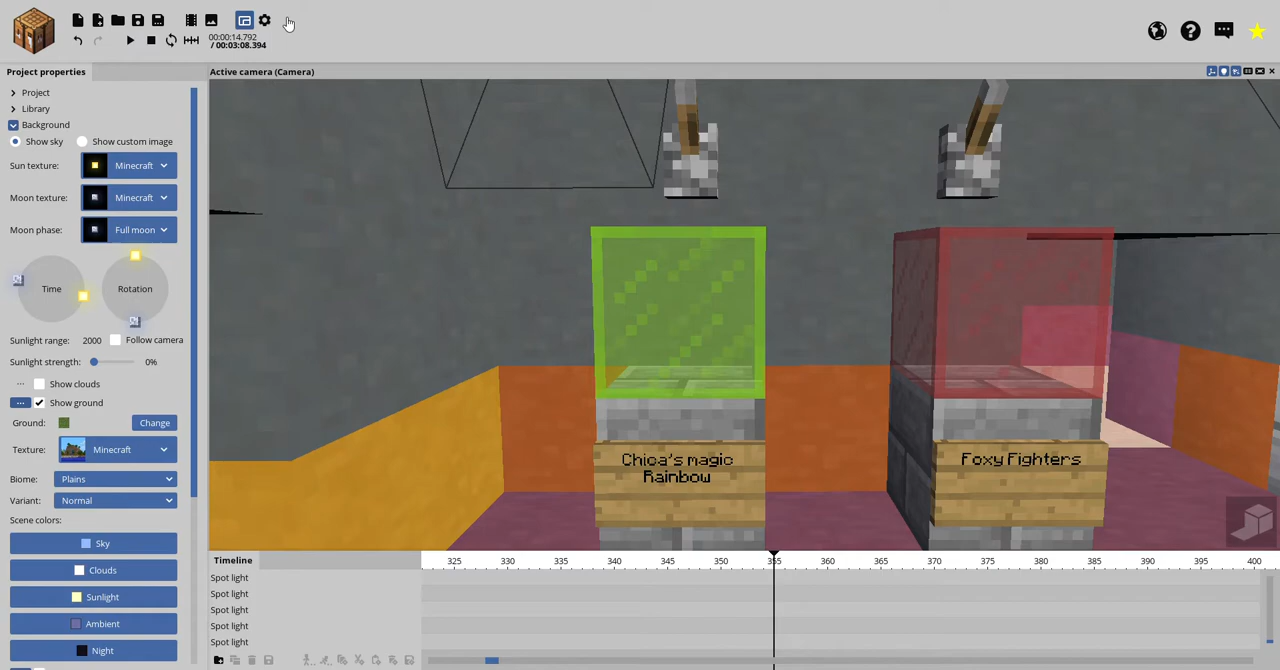 00:00:14.792
/ 00:03:08.394
Project properties
Project
Library
Background
Show sky
Show custom image
Sun texture:
Minecraft
Moon texture:
Minecraft
Moon phase:
Full moon
Time
Rotation
Sunlight range:
2000
Follow camera
Sunlight strength:
0%
Show clouds
Show ground
Ground:
Change
Texture:
Minecraft
Biome:
Plains
Variant:
Normal
Scene colors:
Sky
Clouds
Sunlight
Ambient
Night
Active camera (Camera)
Chica's magic
Rainbow
Foxy Fighters
Timeline
325 330 335 340 345 350 355 360 365 370 375 380 385 390 395 400
Spot light
Spot light
Spot light
Spot light
Spot light